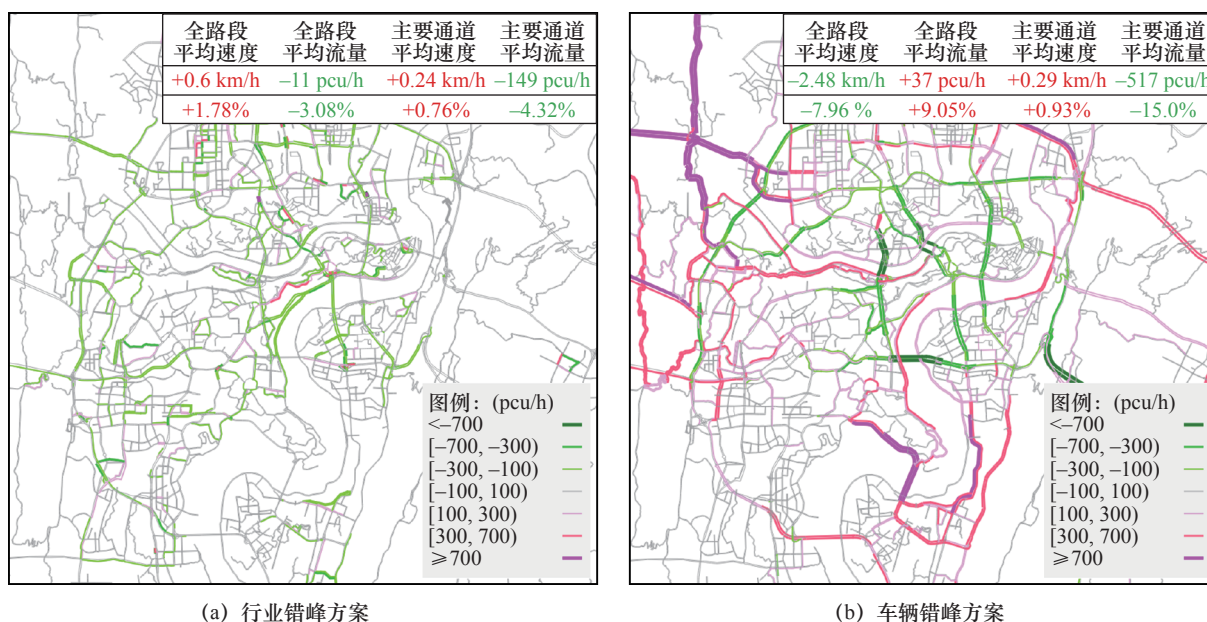 全路段 全路段 主要通道 主要通道
平均速度 平均流量 平均速度 平均流量
+0.6 km/h –11 pcu/h +0.24 km/h –149 pcu/h
+1.78% –3.08% +0.76% –4.32%
图例：(pcu/h)
<–700
[–700, –300)
[–300, –100)
[–100, 100)
[100, 300)
[300, 700)
⩾700
(a) 行业错峰方案
全路段 全路段 主要通道 主要通道
平均速度 平均流量 平均速度 平均流量
–2.48 km/h +37 pcu/h +0.29 km/h –517 pcu/h
–7.96 % +9.05% +0.93% –15.0%
图例：(pcu/h)
<–700
[–700, –300)
[–300, –100)
[–100, 100)
[100, 300)
[300, 700)
⩾700
(b) 车辆错峰方案